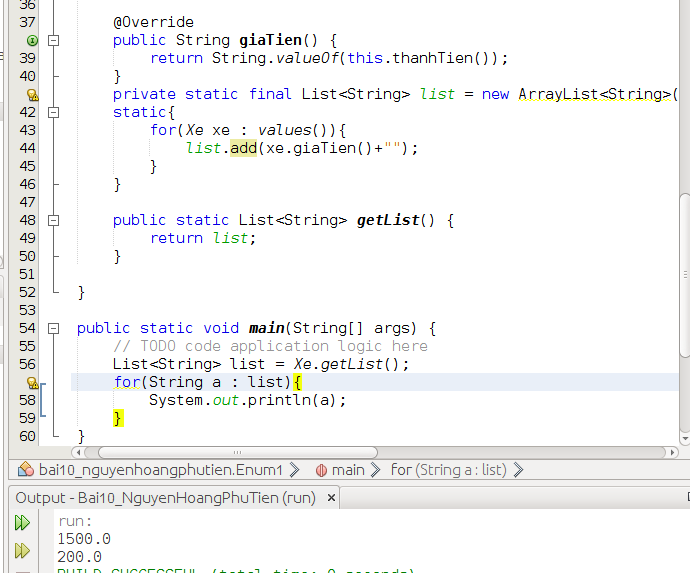 36
37 @Override
public String giaTien() {
39 return String.valueOf(this.thanhTien());
40 }
private static final List<String> list = new ArrayList<String>(
42 static{
43 for(Xe xe : values()){
44 list.add(xe.giaTien()+"");
45 }
46 }
47
48 public static List<String> getList() {
49 return list;
50 }
51
52 }
53
54 public static void main(String[] args) {
55 // TODO code application logic here
56 List<String> list = Xe.getList();
for(String a : list){
58 System.out.println(a);
59 }
60 }
bai10_nguyenhoangphutien.Enum1 main for (String a : list)
Output - Bai10_NguyenHoangPhuTien (run) ×
run:
1500.0
200.0
BUILD SUCCESSFUL (total time: 0 seconds)